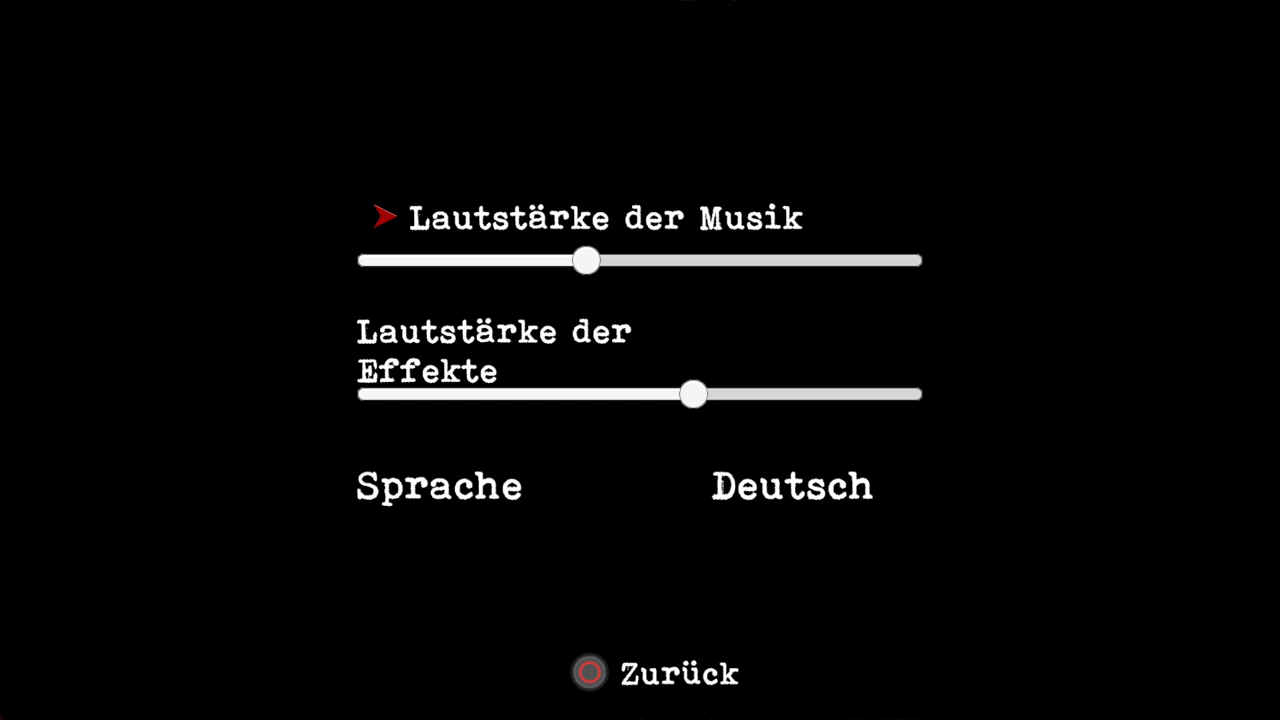 Lautstärke der Musik
Lautstärke der
Effekte
Sprache Deutsch
Zurück